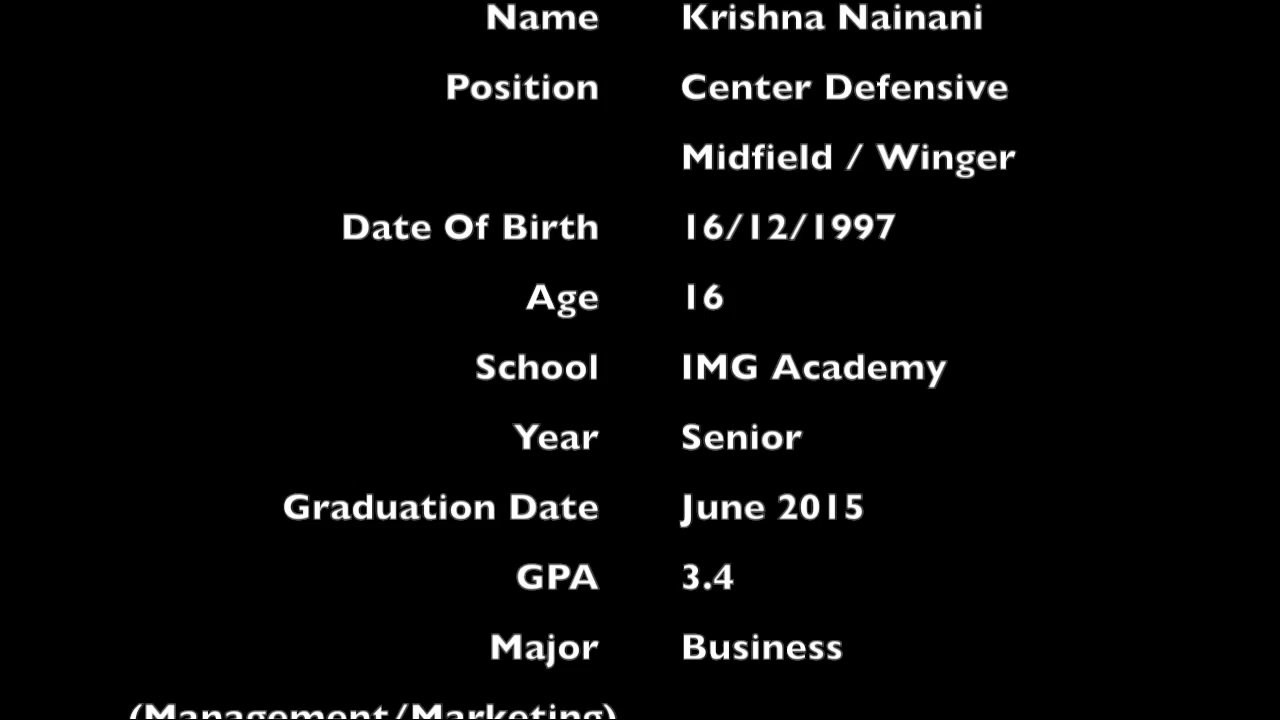 Name Krishna Nainani
Position Center Defensive
Midfield / Winger
Date Of Birth 16/12/1997
Age 16
School IMG Academy
Year Senior
Graduation Date June 2015
GPA 3.4
Major Business
(Management/Marketing)